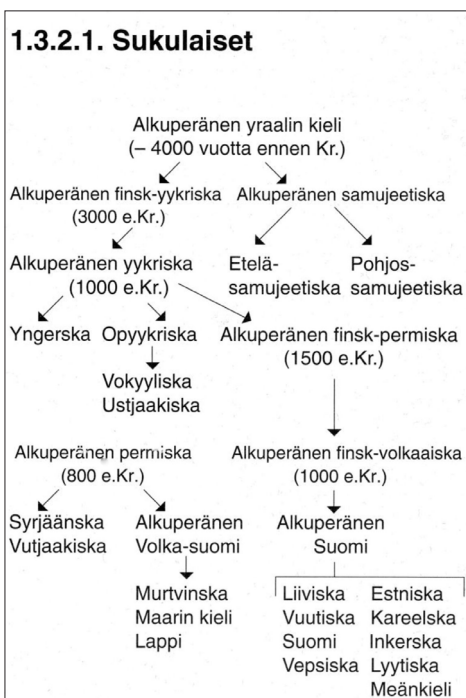 1.3.2.1. Sukulaiset
Alkuperänen yraalin kieli
(– 4000 vuotta ennen Kr.)
Alkuperänen finsk-yykriska
(3000 e.Kr.)
Alkuperänen samujeetiska
Alkuperänen yykriska
(1000 e.Kr.)
Etelä-
samujeetiska
Pohjos-
samujeetiska
Yngerska
Opyykriska
Alkuperänen finsk-permiska
(1500 e.Kr.)
Vokyyliska
Ustjaakiska
Alkuperänen permiska
(800 e.Kr.)
Alkuperänen finsk-volkaaiska
(1000 e.Kr.)
Syrjäänska
Vutjaakiska
Alkuperänen
Volka-suomi
Alkuperänen
Suomi
Murtvinska
Maarin kieli
Lappi
Liiviska
Vuutiska
Suomi
Vepsiska
Estniska
Kareelska
Inkerska
Lyytiska
Meänkieli